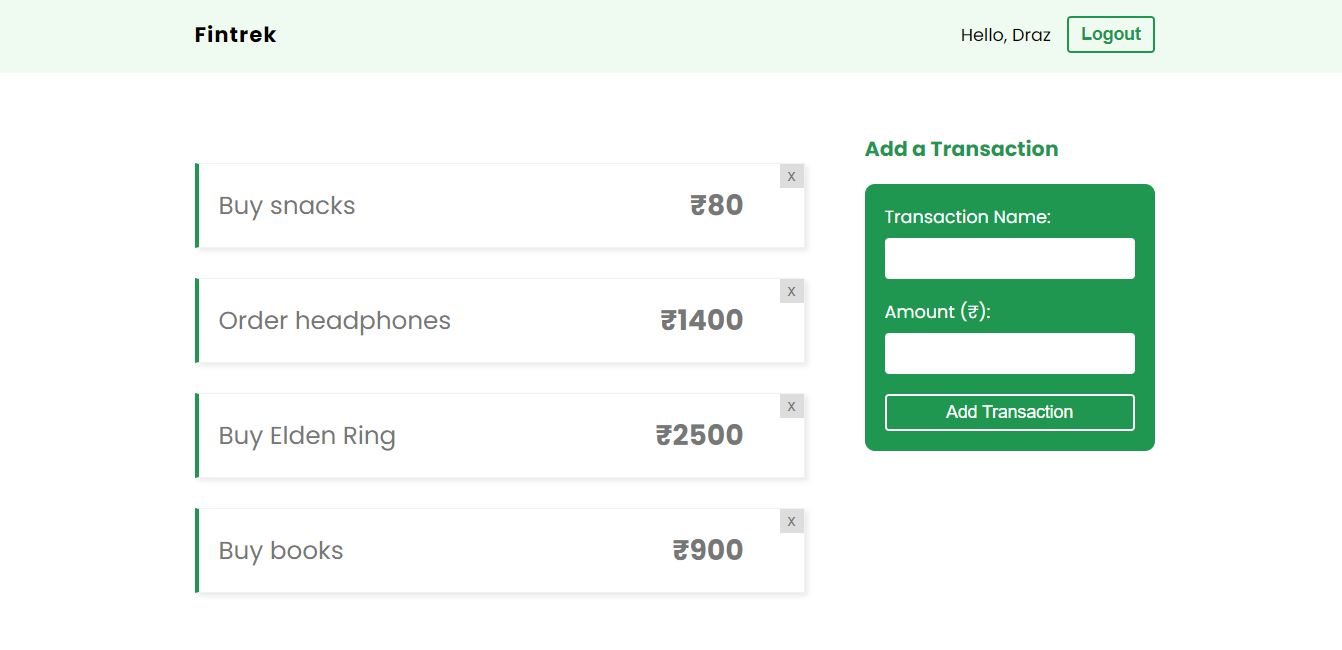 Fintrek
Hello, Draz
Logout
x
Buy snacks
₹80
x
Order headphones
₹1400
x
Buy Elden Ring
₹2500
x
Buy books
₹900
Add a Transaction
Transaction Name:
Amount (₹):
Add Transaction